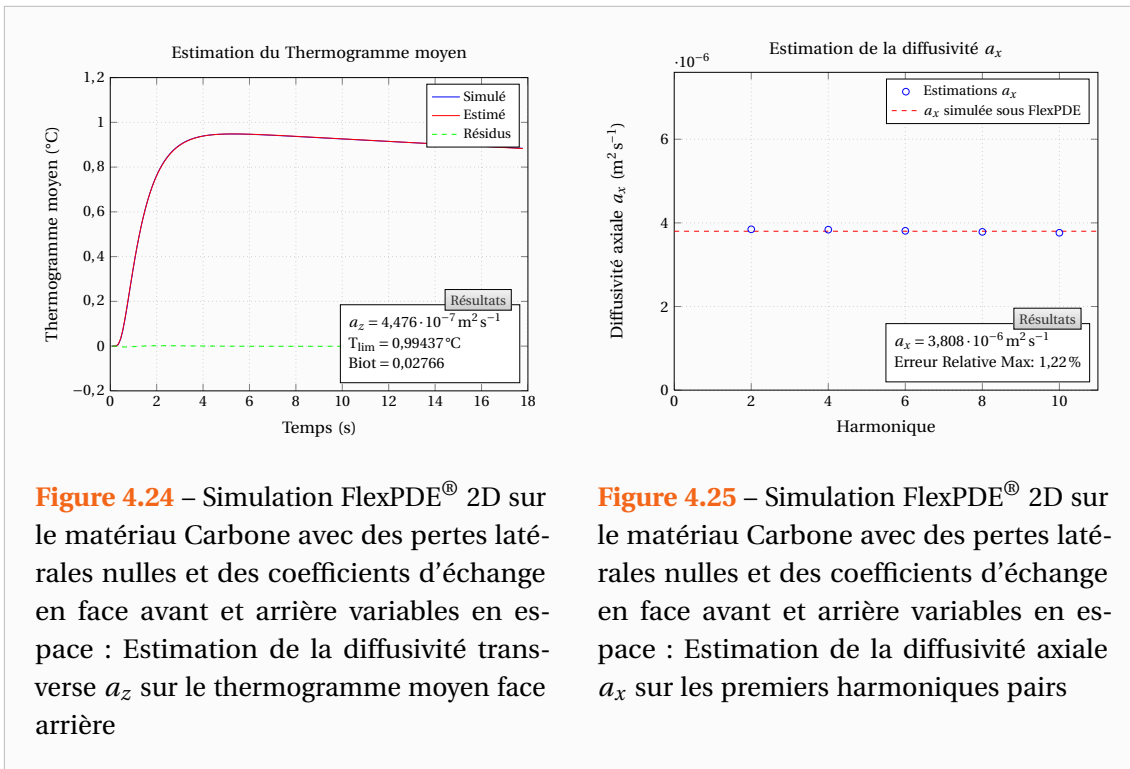 Estimation du Thermogramme moyen
1,2
1
0,8
0,6
0,4
0,2
0
−0,2
Thermogramme moyen (°C)
Simulé
Estimé
Résidus
Résultats
a_z = 4,476·10⁻⁷ m² s⁻¹
T_lim = 0,99437 °C
Biot = 0,02766
0 2 4 6 8 10 12 14 16 18
Temps (s)
Estimation de la diffusivité a_x
·10⁻⁶
6
4
2
0
Diffusivité axiale a_x (m² s⁻¹)
Estimations a_x
a_x simulée sous FlexPDE
Résultats
a_x = 3,808·10⁻⁶ m² s⁻¹
Erreur Relative Max: 1,22 %
0 2 4 6 8 10
Harmonique
Figure 4.24 – Simulation FlexPDE® 2D sur
le matériau Carbone avec des pertes laté-
rales nulles et des coefficients d'échange
en face avant et arrière variables en es-
pace : Estimation de la diffusivité trans-
verse a_z sur le thermogramme moyen face
arrière
Figure 4.25 – Simulation FlexPDE® 2D sur
le matériau Carbone avec des pertes laté-
rales nulles et des coefficients d'échange
en face avant et arrière variables en es-
pace : Estimation de la diffusivité axiale
a_x sur les premiers harmoniques pairs